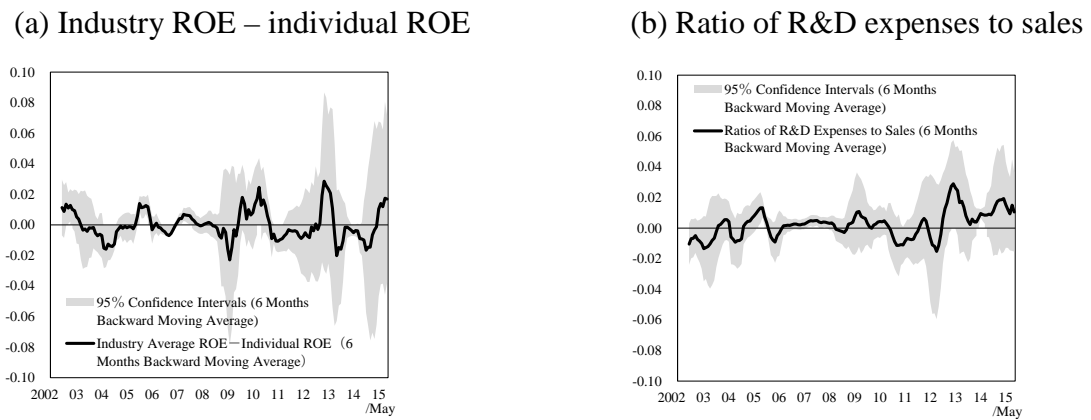 (a) Industry ROE – individual ROE
0.10
0.08
0.06
0.04
0.02
0.00
-0.02
-0.04
-0.06
-0.08
-0.10
95% Confidence Intervals (6 Months
Backward Moving Average)
Industry Average ROE－Individual ROE（6
Months Backward Moving Average）
2002 03 04 05 06 07 08 09 10 11 12 13 14 15
/May
(b) Ratio of R&D expenses to sales
0.10
0.08
0.06
0.04
0.02
0.00
-0.02
-0.04
-0.06
-0.08
-0.10
95% Confidence Intervals (6 Months
Backward Moving Average)
Ratios of R&D Expenses to Sales (6 Months
Backward Moving Average)
2002 03 04 05 06 07 08 09 10 11 12 13 14 15
/May